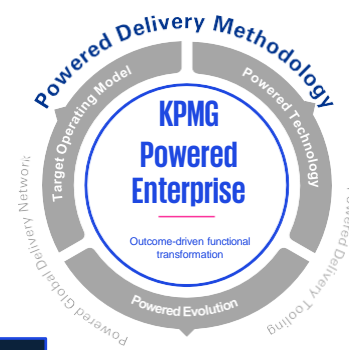 Powered Delivery Methodology
Target Operating Model
Powered Technology
KPMG
Powered
Enterprise
Outcome-driven functional
transformation
Powered Evolution
Powered Global Delivery Network
Powered Delivery Tooling